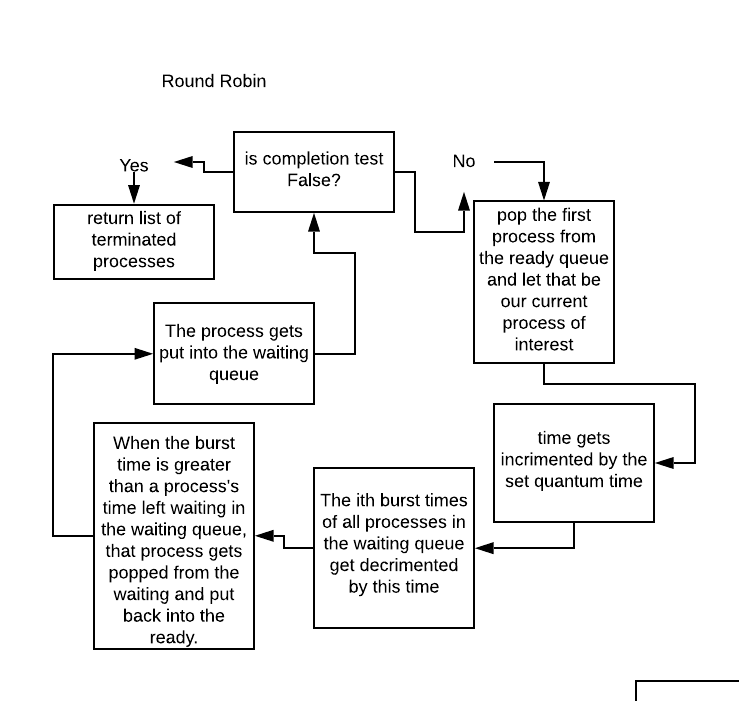 Round Robin
is completion test
False?
Yes
No
return list of
terminated
processes
pop the first
process from
the ready queue
and let that be
our current
process of
interest
The process gets
put into the waiting
queue
time gets
incrimented by the
set quantum time
The ith burst times
of all processes in
the waiting queue
get decrimented
by this time
When the burst
time is greater
than a process's
time left waiting in
the waiting queue,
that process gets
popped from the
waiting and put
back into the
ready.